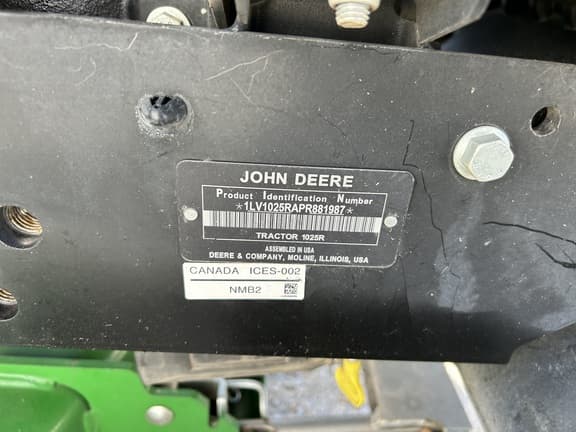 JOHN DEERE
Product Identification Number
*1LV1025RAPR881987*
TRACTOR 1025R
ASSEMBLED IN USA
DEERE & COMPANY, MOLINE, ILLINOIS, USA
CANADA ICES-002
NMB2